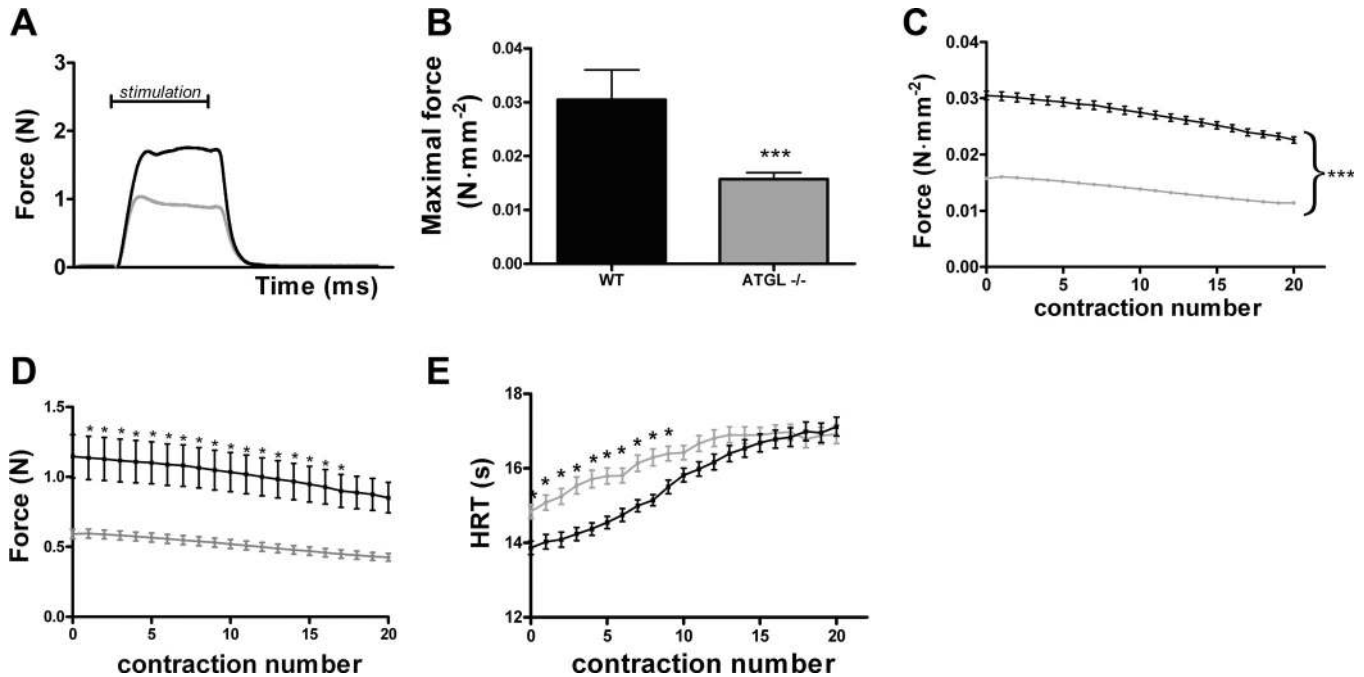 A
Force (N)
3
2
1
0
stimulation
Time (ms)
B
Maximal force
(N·mm-2)
0.04
0.03
0.02
0.01
0.00
***
WT ATGL -/-
C
Force (N·mm-2)
0.04
0.03
0.02
0.01
0.00
***
0 5 10 15 20
contraction number
D
Force (N)
1.5
1.0
0.5
0.0
* * * * * * * * * * * * * * * * *
0 5 10 15 20
contraction number
E
HRT (s)
18
16
14
12
* * * * * * * * * *
0 5 10 15 20
contraction number